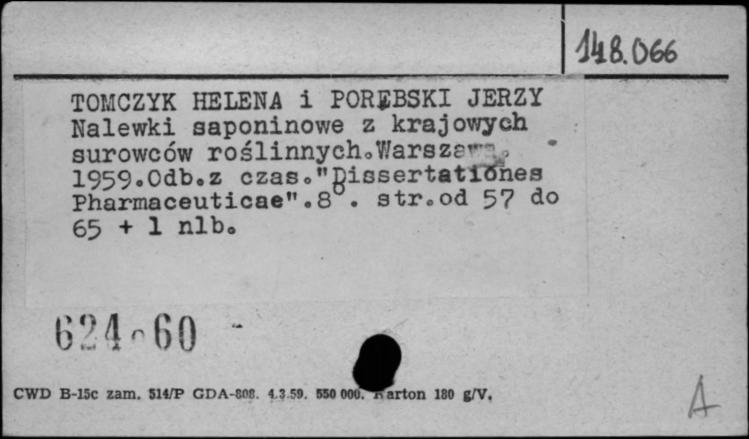 148.066
TOMCZYK HELENA i PORĘBSKI JERZY
Nalewki saponinowe z krajowych
surowców roślinnych.Warszawa.
1959.Odb.z czas."Dissertationes
Pharmaceuticae".8°. str.od 57 do
65 + 1 nlb.
624.60
CWD B-15c zam. 514/P GDA-808. 4.3.59. 550 000. Karton 180 g/V.
A